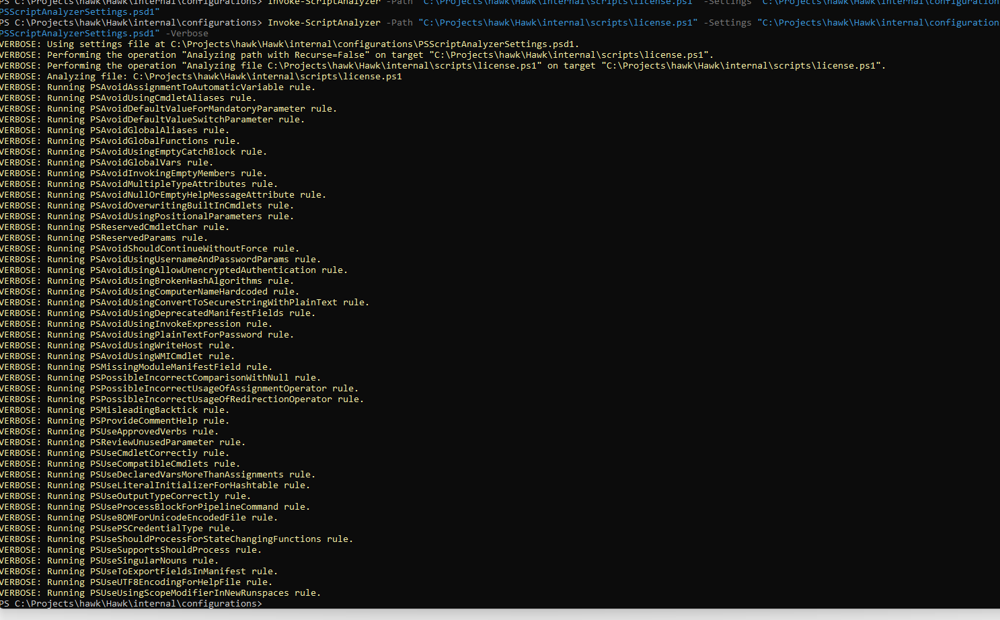 PS C:\Projects\hawk\Hawk\internal\configurations> Invoke-ScriptAnalyzer -Path "C:\Projects\hawk\Hawk\internal\scripts\license.ps1" -Settings "C:\Projects\hawk\Hawk\internal\configuration
PSScriptAnalyzerSettings.psd1"
PS C:\Projects\hawk\Hawk\internal\configurations> Invoke-ScriptAnalyzer -Path "C:\Projects\hawk\Hawk\internal\scripts\license.ps1" -Settings "C:\Projects\hawk\Hawk\internal\configuration
PSScriptAnalyzerSettings.psd1" -Verbose
VERBOSE: Using settings file at C:\Projects\hawk\Hawk\internal\configurations\PSScriptAnalyzerSettings.psd1.
VERBOSE: Performing the operation "Analyzing path with Recurse=False" on target "C:\Projects\hawk\Hawk\internal\scripts\license.ps1".
VERBOSE: Performing the operation "Analyzing file C:\Projects\hawk\Hawk\internal\scripts\license.ps1" on target "C:\Projects\hawk\Hawk\internal\scripts\license.ps1".
VERBOSE: Analyzing file: C:\Projects\hawk\Hawk\internal\scripts\license.ps1
VERBOSE: Running PSAvoidAssignmentToAutomaticVariable rule.
VERBOSE: Running PSAvoidUsingCmdletAliases rule.
VERBOSE: Running PSAvoidDefaultValueForMandatoryParameter rule.
VERBOSE: Running PSAvoidDefaultValueSwitchParameter rule.
VERBOSE: Running PSAvoidGlobalAliases rule.
VERBOSE: Running PSAvoidGlobalFunctions rule.
VERBOSE: Running PSAvoidUsingEmptyCatchBlock rule.
VERBOSE: Running PSAvoidGlobalVars rule.
VERBOSE: Running PSAvoidInvokingEmptyMembers rule.
VERBOSE: Running PSAvoidMultipleTypeAttributes rule.
VERBOSE: Running PSAvoidNullOrEmptyHelpMessageAttribute rule.
VERBOSE: Running PSAvoidOverwritingBuiltInCmdlets rule.
VERBOSE: Running PSAvoidUsingPositionalParameters rule.
VERBOSE: Running PSReservedCmdletChar rule.
VERBOSE: Running PSReservedParams rule.
VERBOSE: Running PSAvoidShouldContinueWithoutForce rule.
VERBOSE: Running PSAvoidUsingUsernameAndPasswordParams rule.
VERBOSE: Running PSAvoidUsingAllowUnencryptedAuthentication rule.
VERBOSE: Running PSAvoidUsingBrokenHashAlgorithms rule.
VERBOSE: Running PSAvoidUsingComputerNameHardcoded rule.
VERBOSE: Running PSAvoidUsingConvertToSecureStringWithPlainText rule.
VERBOSE: Running PSAvoidUsingDeprecatedManifestFields rule.
VERBOSE: Running PSAvoidUsingInvokeExpression rule.
VERBOSE: Running PSAvoidUsingPlainTextForPassword rule.
VERBOSE: Running PSAvoidUsingWriteHost rule.
VERBOSE: Running PSAvoidUsingWMICmdlet rule.
VERBOSE: Running PSMissingModuleManifestField rule.
VERBOSE: Running PSPossibleIncorrectComparisonWithNull rule.
VERBOSE: Running PSPossibleIncorrectUsageOfAssignmentOperator rule.
VERBOSE: Running PSPossibleIncorrectUsageOfRedirectionOperator rule.
VERBOSE: Running PSMisleadingBacktick rule.
VERBOSE: Running PSProvideCommentHelp rule.
VERBOSE: Running PSUseApprovedVerbs rule.
VERBOSE: Running PSReviewUnusedParameter rule.
VERBOSE: Running PSUseCmdletCorrectly rule.
VERBOSE: Running PSUseCompatibleCmdlets rule.
VERBOSE: Running PSUseDeclaredVarsMoreThanAssignments rule.
VERBOSE: Running PSUseLiteralInitializerForHashtable rule.
VERBOSE: Running PSUseOutputTypeCorrectly rule.
VERBOSE: Running PSUseProcessBlockForPipelineCommand rule.
VERBOSE: Running PSUseBOMForUnicodeEncodedFile rule.
VERBOSE: Running PSUsePSCredentialType rule.
VERBOSE: Running PSUseShouldProcessForStateChangingFunctions rule.
VERBOSE: Running PSUseSupportsShouldProcess rule.
VERBOSE: Running PSUseSingularNouns rule.
VERBOSE: Running PSUseToExportFieldsInManifest rule.
VERBOSE: Running PSUseUTF8EncodingForHelpFile rule.
VERBOSE: Running PSUseUsingScopeModifierInNewRunspaces rule.
PS C:\Projects\hawk\Hawk\internal\configurations>